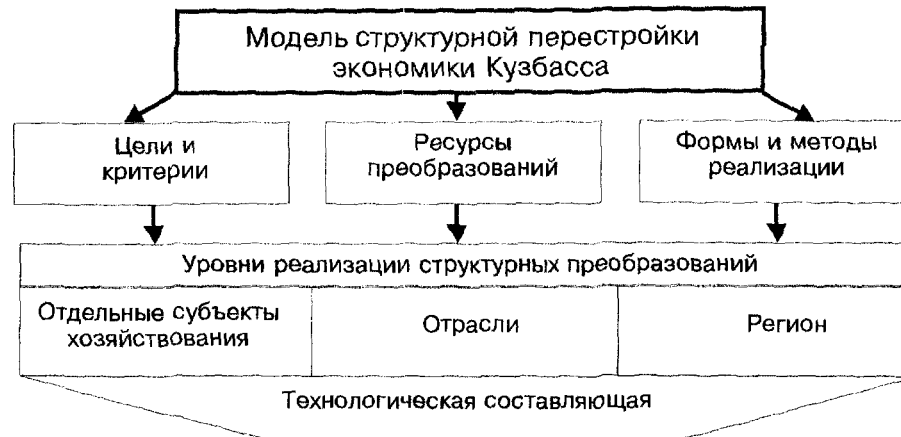 Модель структурной перестройки
экономики Кузбасса
Цели и
критерии
Ресурсы
преобразований
Формы и методы
реализации
Уровни реализации структурных преобразований
Отдельные субъекты
хозяйствования
Отрасли
Регион
Технологическая составляющая